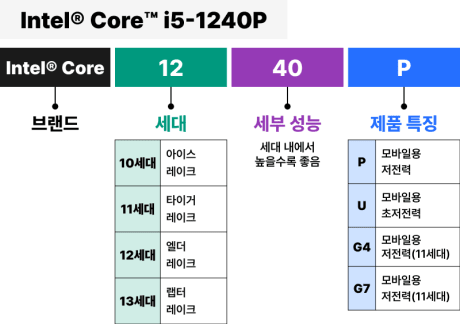 Intel® Core™ i5-1240P
Intel® Core
12
40
P
브랜드
세대
세부 성능
제품 특징
세대 내에서
높을수록 좋음
10세대
아이스
레이크
11세대
타이거
레이크
12세대
엘더
레이크
13세대
랩터
레이크
P
모바일용
저전력
U
모바일용
초저전력
G4
모바일용
저전력(11세대)
G7
모바일용
저전력(11세대)